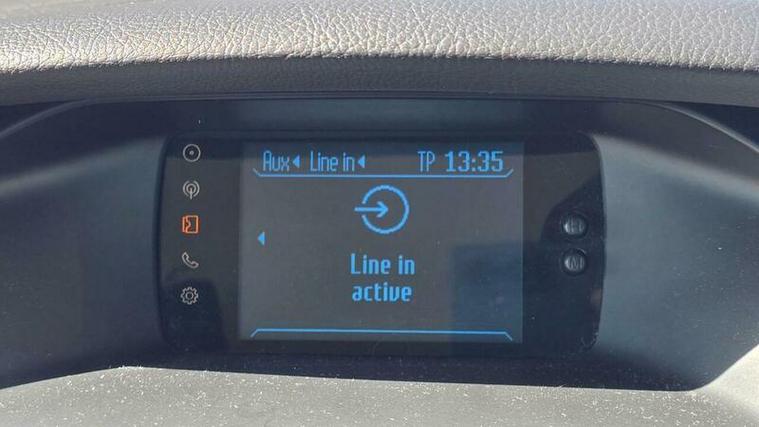 Aux Line in TP 13:35
Line in
active
H
M